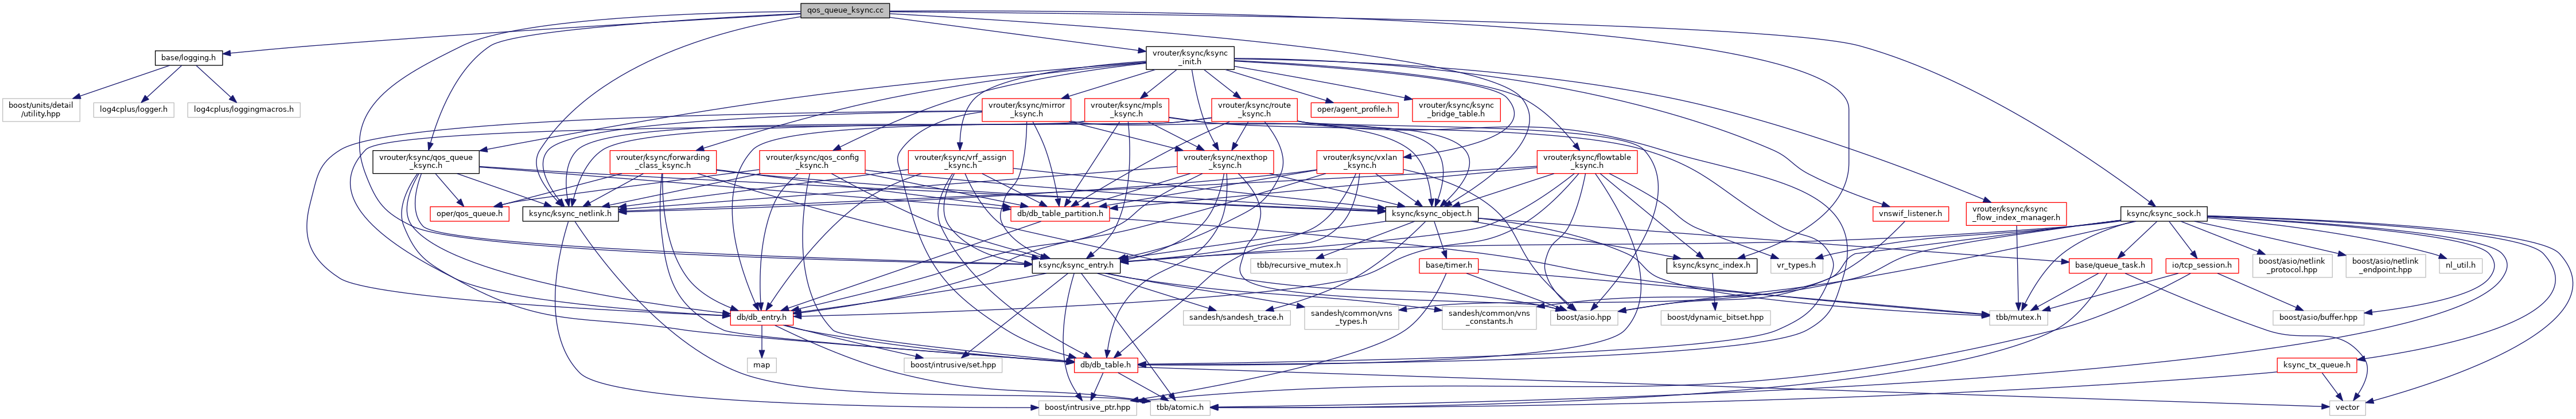 qos_queue_ksync.cc
base/logging.h
vrouter/ksync/ksync
_init.h
boost/units/detail
/utility.hpp
log4cplus/logger.h
log4cplus/loggingmacros.h
vrouter/ksync/mirror
_ksync.h
vrouter/ksync/mpls
_ksync.h
vrouter/ksync/route
_ksync.h
oper/agent_profile.h
vrouter/ksync/ksync
_bridge_table.h
vrouter/ksync/qos_queue
_ksync.h
vrouter/ksync/forwarding
_class_ksync.h
vrouter/ksync/qos_config
_ksync.h
vrouter/ksync/vrf_assign
_ksync.h
vrouter/ksync/nexthop
_ksync.h
vrouter/ksync/vxlan
_ksync.h
vrouter/ksync/flowtable
_ksync.h
oper/qos_queue.h
ksync/ksync_netlink.h
db/db_table_partition.h
ksync/ksync_object.h
vnswif_listener.h
vrouter/ksync/ksync
_flow_index_manager.h
ksync/ksync_sock.h
ksync/ksync_entry.h
tbb/recursive_mutex.h
base/timer.h
ksync/ksync_index.h
vr_types.h
base/queue_task.h
io/tcp_session.h
boost/asio/netlink
_protocol.hpp
boost/asio/netlink
_endpoint.hpp
nl_util.h
db/db_entry.h
sandesh/sandesh_trace.h
sandesh/common/vns
_types.h
sandesh/common/vns
_constants.h
boost/asio.hpp
boost/dynamic_bitset.hpp
tbb/mutex.h
boost/asio/buffer.hpp
map
boost/intrusive/set.hpp
db/db_table.h
ksync_tx_queue.h
boost/intrusive_ptr.hpp
tbb/atomic.h
vector